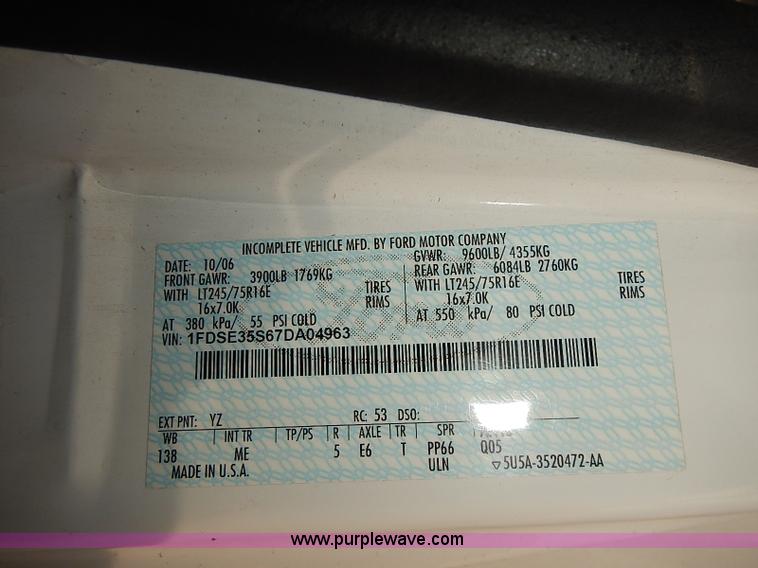 INCOMPLETE VEHICLE MFD. BY FORD MOTOR COMPANY
DATE: 10/06 GVWR: 9600LB/ 4355KG
FRONT GAWR: 3900LB 1769KG REAR GAWR: 6084LB 2760KG
WITH LT245/75R16E TIRES WITH LT245/75R16E TIRES
16x7.0K RIMS 16x7.0K RIMS
AT 380 kPa/ 55 PSI COLD AT 550 kPa/ 80 PSI COLD
VIN: 1FDSE35S67DA04963
EXT PNT: YZ RC: 53 DSO:
WB INT TR TP/PS R AXLE TR SPR
138 ME 5 E6 T PP66 Q05
MADE IN U.S.A. ULN ▽5U5A-3520472-AA
www.purplewave.com